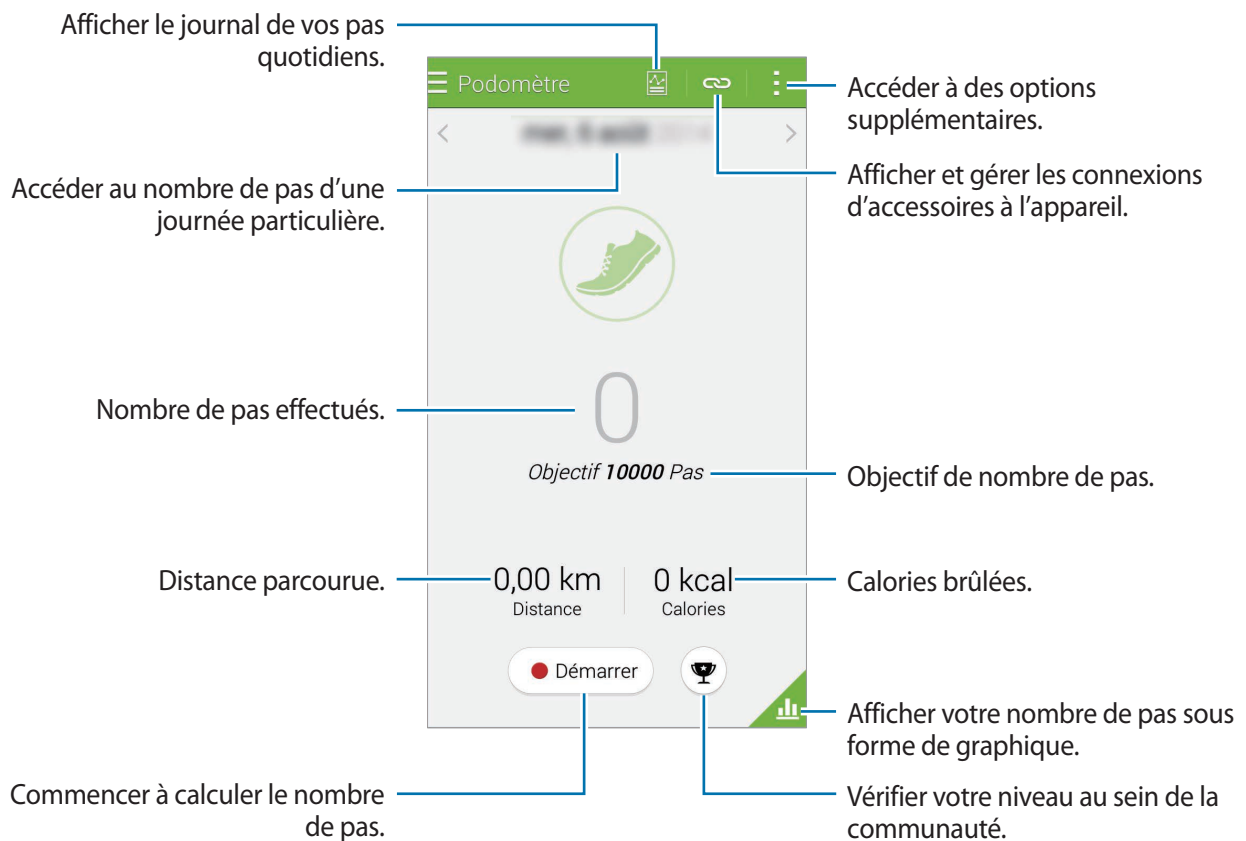 Afficher le journal de vos pas
quotidiens.
Podomètre
Accéder à des options
supplémentaires.
Accéder au nombre de pas d’une
journée particulière.
Afficher et gérer les connexions
d’accessoires à l’appareil.
Nombre de pas effectués.
0
Objectif 10000 Pas
Objectif de nombre de pas.
Distance parcourue.
0,00 km
Distance
0 kcal
Calories
Calories brûlées.
Démarrer
Afficher votre nombre de pas sous
forme de graphique.
Commencer à calculer le nombre
de pas.
Vérifier votre niveau au sein de la
communauté.